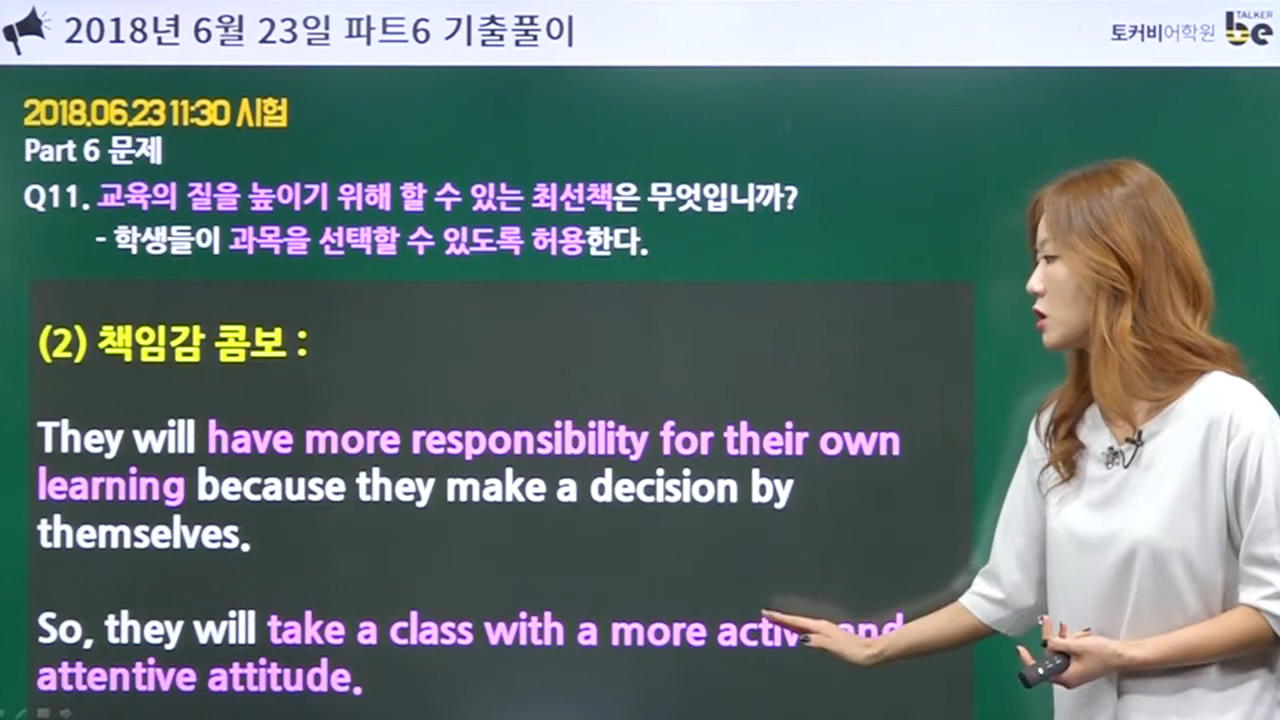 2018년 6월 23일 파트6 기출풀이
토커비어학원
TALKER
be
2018.06.23 11:30 시험
Part 6 문제
Q11. 교육의 질을 높이기 위해 할 수 있는 최선책은 무엇입니까?
- 학생들이 과목을 선택할 수 있도록 허용한다.
(2) 책임감 콤보 :
They will have more responsibility for their own
learning because they make a decision by
themselves.
So, they will take a class with a more activ and
attentive attitude.